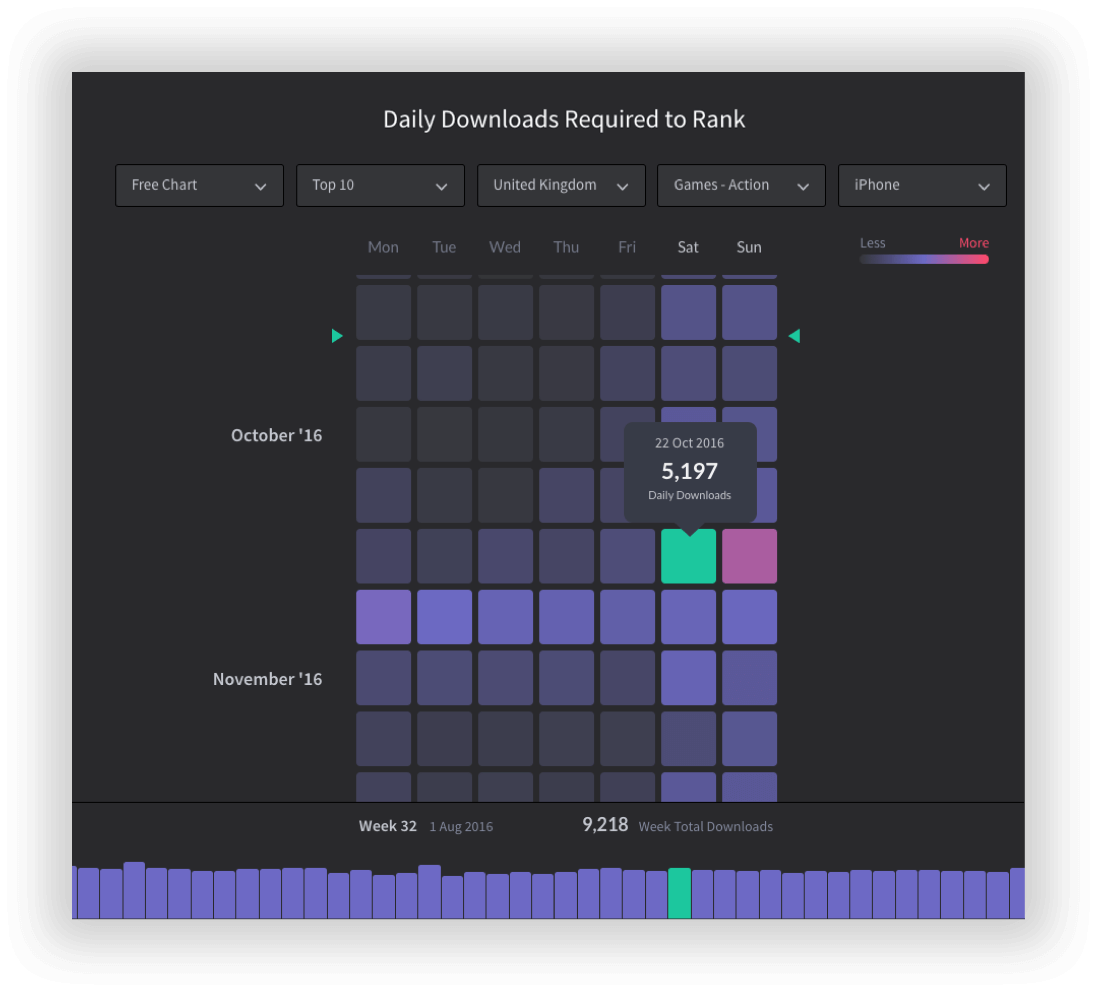 Daily Downloads Required to Rank
Free Chart Top 10 United Kingdom Games - Action iPhone
Mon Tue Wed Thu Fri Sat Sun
Less More
October '16
22 Oct 2016
5,197
Daily Downloads
November '16
Week 32 1 Aug 2016 9,218 Week Total Downloads